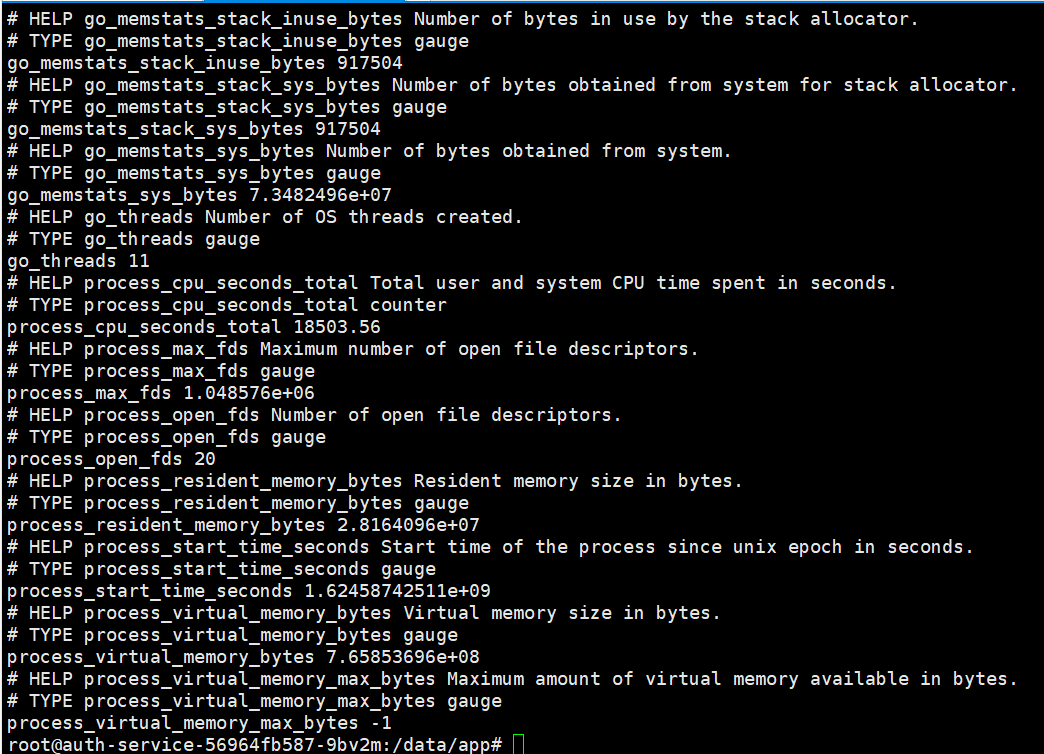 # HELP go_memstats_stack_inuse_bytes Number of bytes in use by the stack allocator.
# TYPE go_memstats_stack_inuse_bytes gauge
go_memstats_stack_inuse_bytes 917504
# HELP go_memstats_stack_sys_bytes Number of bytes obtained from system for stack allocator.
# TYPE go_memstats_stack_sys_bytes gauge
go_memstats_stack_sys_bytes 917504
# HELP go_memstats_sys_bytes Number of bytes obtained from system.
# TYPE go_memstats_sys_bytes gauge
go_memstats_sys_bytes 7.3482496e+07
# HELP go_threads Number of OS threads created.
# TYPE go_threads gauge
go_threads 11
# HELP process_cpu_seconds_total Total user and system CPU time spent in seconds.
# TYPE process_cpu_seconds_total counter
process_cpu_seconds_total 18503.56
# HELP process_max_fds Maximum number of open file descriptors.
# TYPE process_max_fds gauge
process_max_fds 1.048576e+06
# HELP process_open_fds Number of open file descriptors.
# TYPE process_open_fds gauge
process_open_fds 20
# HELP process_resident_memory_bytes Resident memory size in bytes.
# TYPE process_resident_memory_bytes gauge
process_resident_memory_bytes 2.8164096e+07
# HELP process_start_time_seconds Start time of the process since unix epoch in seconds.
# TYPE process_start_time_seconds gauge
process_start_time_seconds 1.62458742511e+09
# HELP process_virtual_memory_bytes Virtual memory size in bytes.
# TYPE process_virtual_memory_bytes gauge
process_virtual_memory_bytes 7.65853696e+08
# HELP process_virtual_memory_max_bytes Maximum amount of virtual memory available in bytes.
# TYPE process_virtual_memory_max_bytes gauge
process_virtual_memory_max_bytes -1
root@auth-service-56964fb587-9bv2m:/data/app#